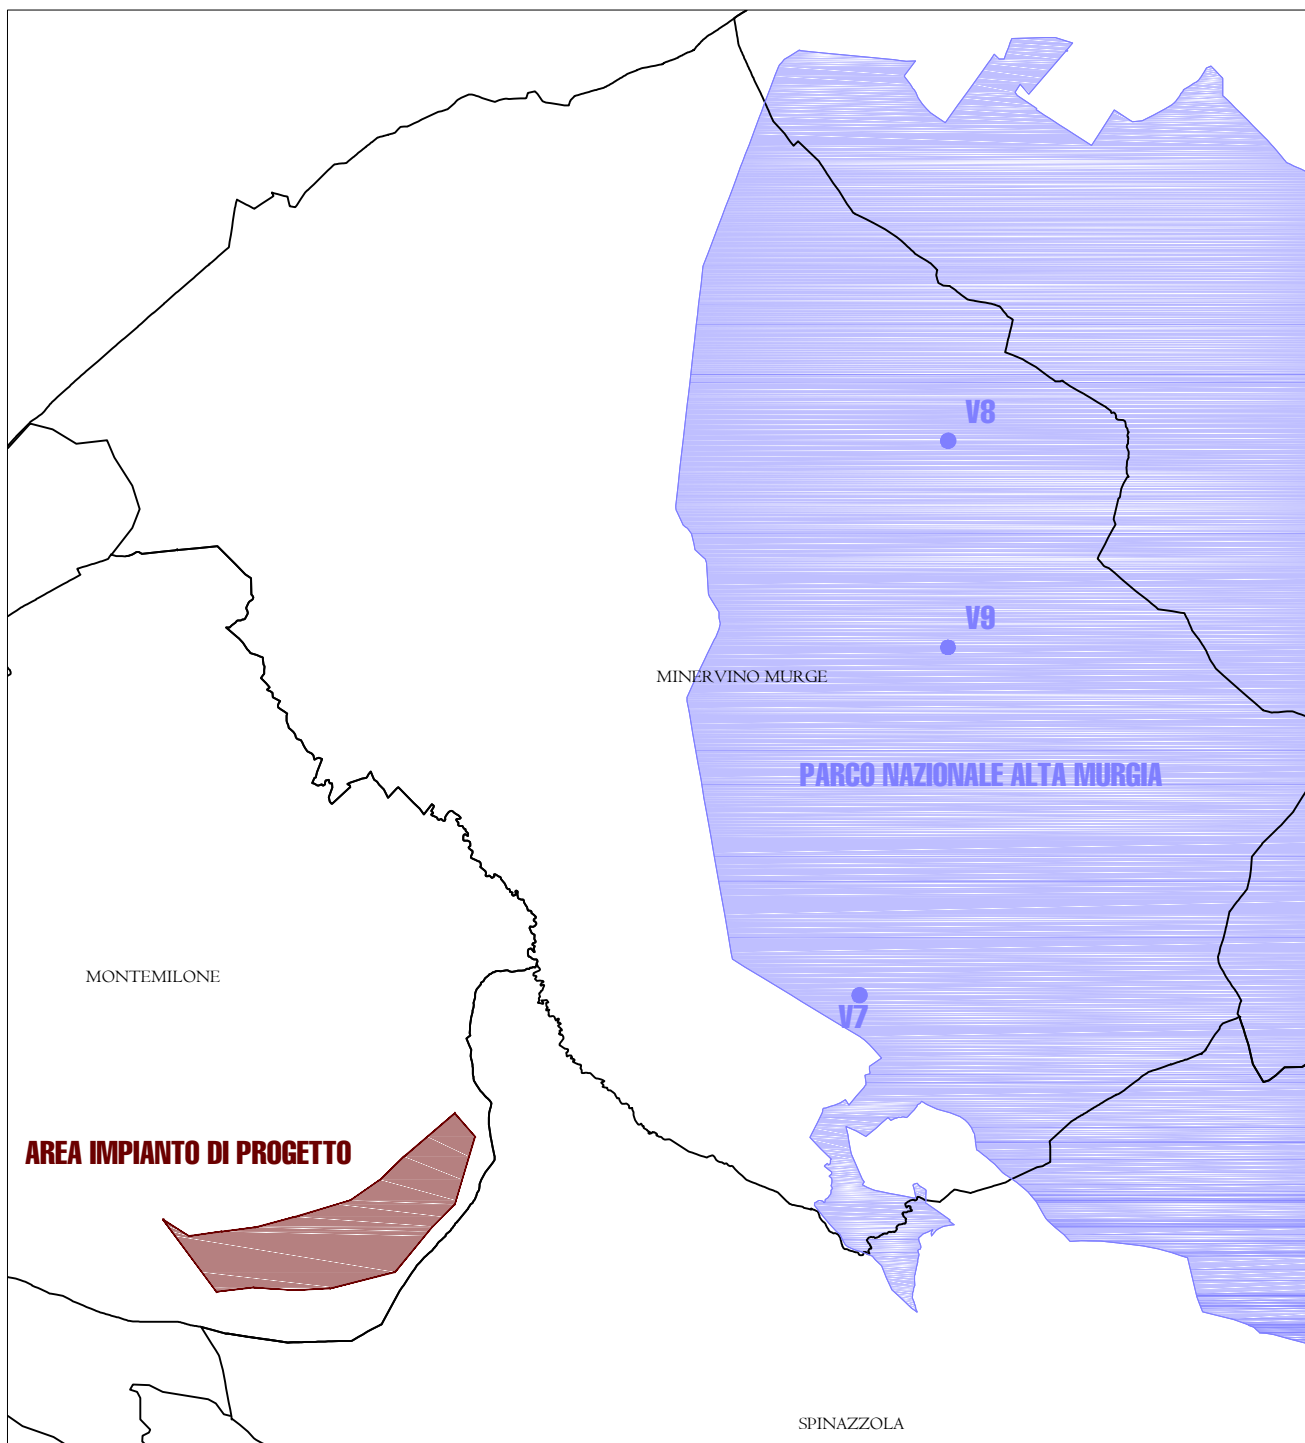 V8
V9
MINERVINO MURGE
PARCO NAZIONALE ALTA MURGIA
MONTEMILONE
V7
AREA IMPIANTO DI PROGETTO
SPINAZZOLA